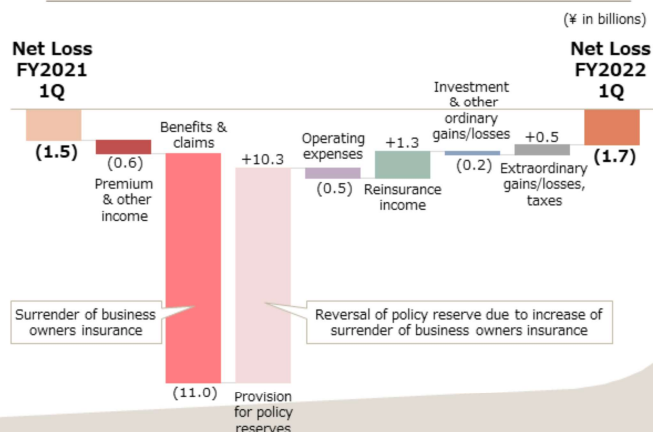 (¥ in billions)
Net Loss
FY2021
1Q
Net Loss
FY2022
1Q
(1.5)
(0.6)
Premium
& other
income
Benefits &
claims
(11.0)
+10.3
Provision
for policy
reserves
Operating
expenses
(0.5)
+1.3
Reinsurance
income
Investment
& other
ordinary
gains/losses
(0.2)
+0.5
Extraordinary
gains/losses,
taxes
(1.7)
Surrender of business
owners insurance
Reversal of policy reserve due to increase of
surrender of business owners insurance